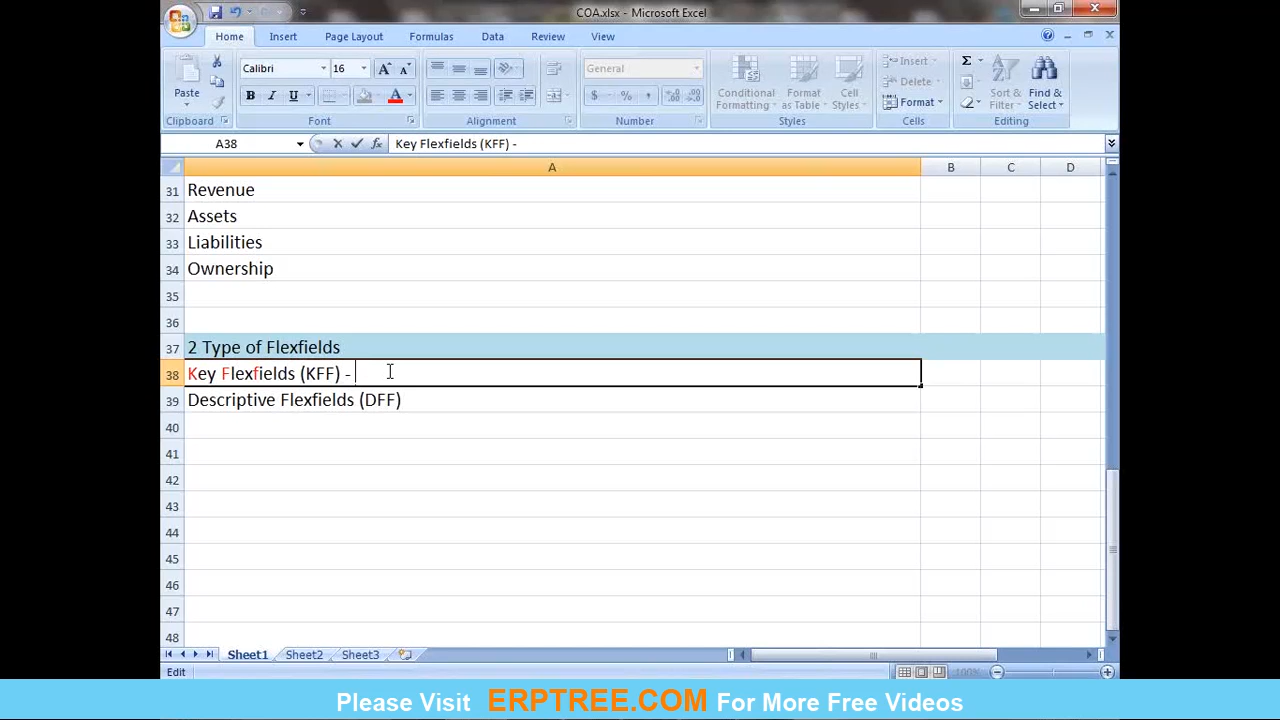 COA.xlsx - Microsoft Excel
Home Insert Page Layout Formulas Data Review View
Calibri 16 General
Paste Conditional Formatting Format as Table Cell Styles Insert Delete Format Sort & Filter Find & Select
Clipboard Font Alignment Number Styles Cells Editing
A38 Key Flexfields (KFF) -
A B C D
31 Revenue
32 Assets
33 Liabilities
34 Ownership
35
36
37 2 Type of Flexfields
38 Key Flexfields (KFF) -
39 Descriptive Flexfields (DFF)
40
41
42
43
44
45
46
47
48
Sheet1 Sheet2 Sheet3
Edit 100%
Please Visit ERPTREE.COM For More Free Videos